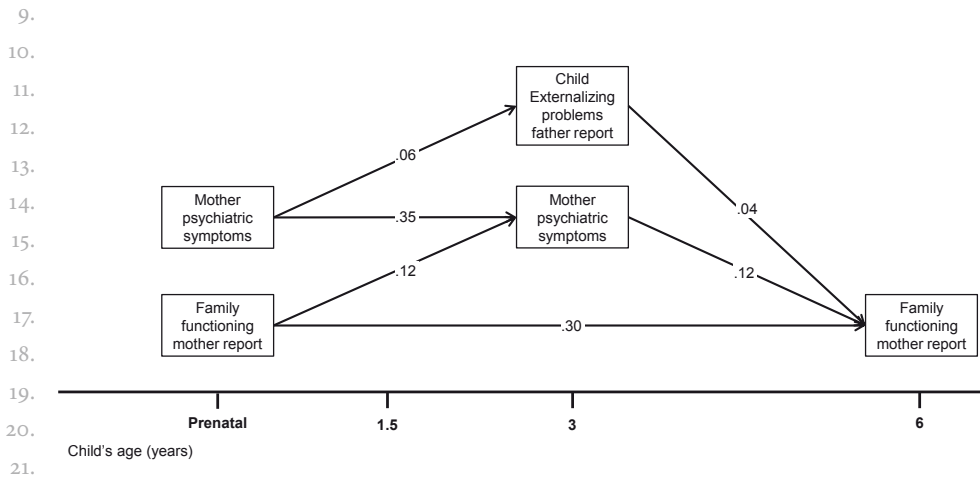 9.
10.
11.
12.
13.
14.
15.
16.
17.
18.
19.
20.
21.
Child
Externalizing
problems
father report
.06
Mother
psychiatric
symptoms
.35
Mother
psychiatric
symptoms
.04
.12
.12
Family
functioning
mother report
.30
Family
functioning
mother report
Prenatal
1.5
3
6
Child's age (years)